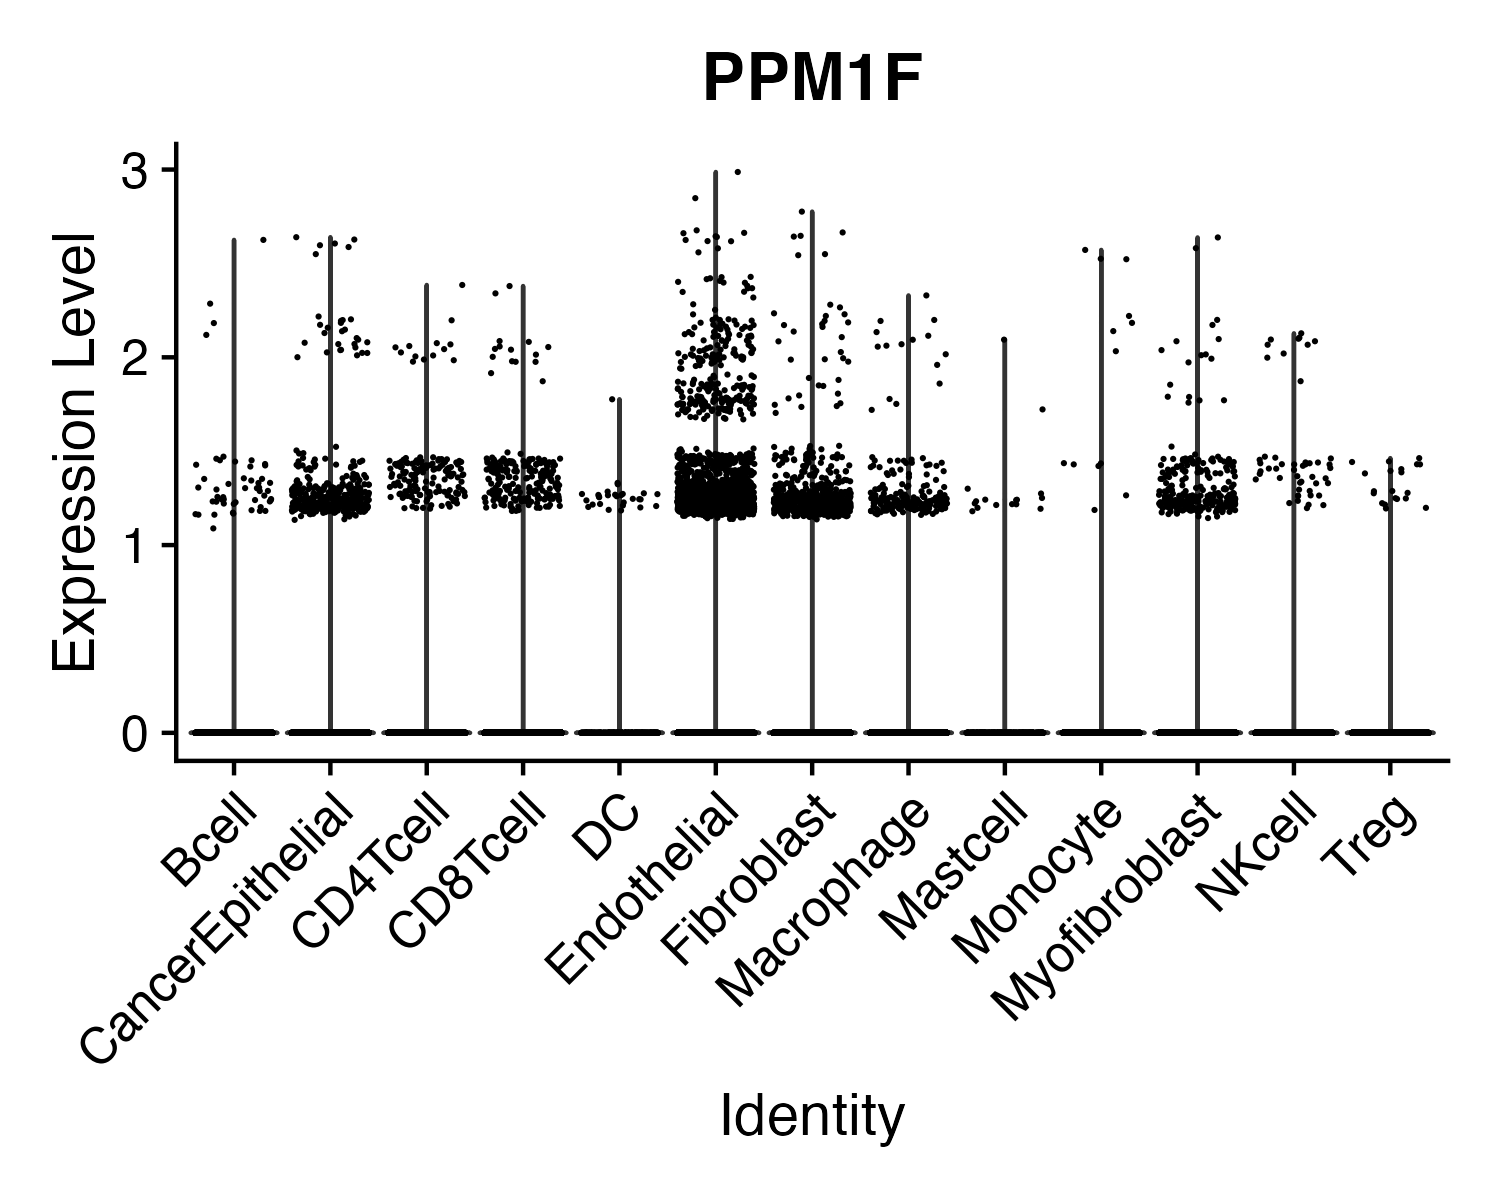 PPM1F
Expression Level
3
2
1
0
Bcell
CancerEpithelial
CD4Tcell
CD8Tcell
DC
Endothelial
Fibroblast
Macrophage
Mastcell
Monocyte
Myofibroblast
NKcell
Treg
Identity